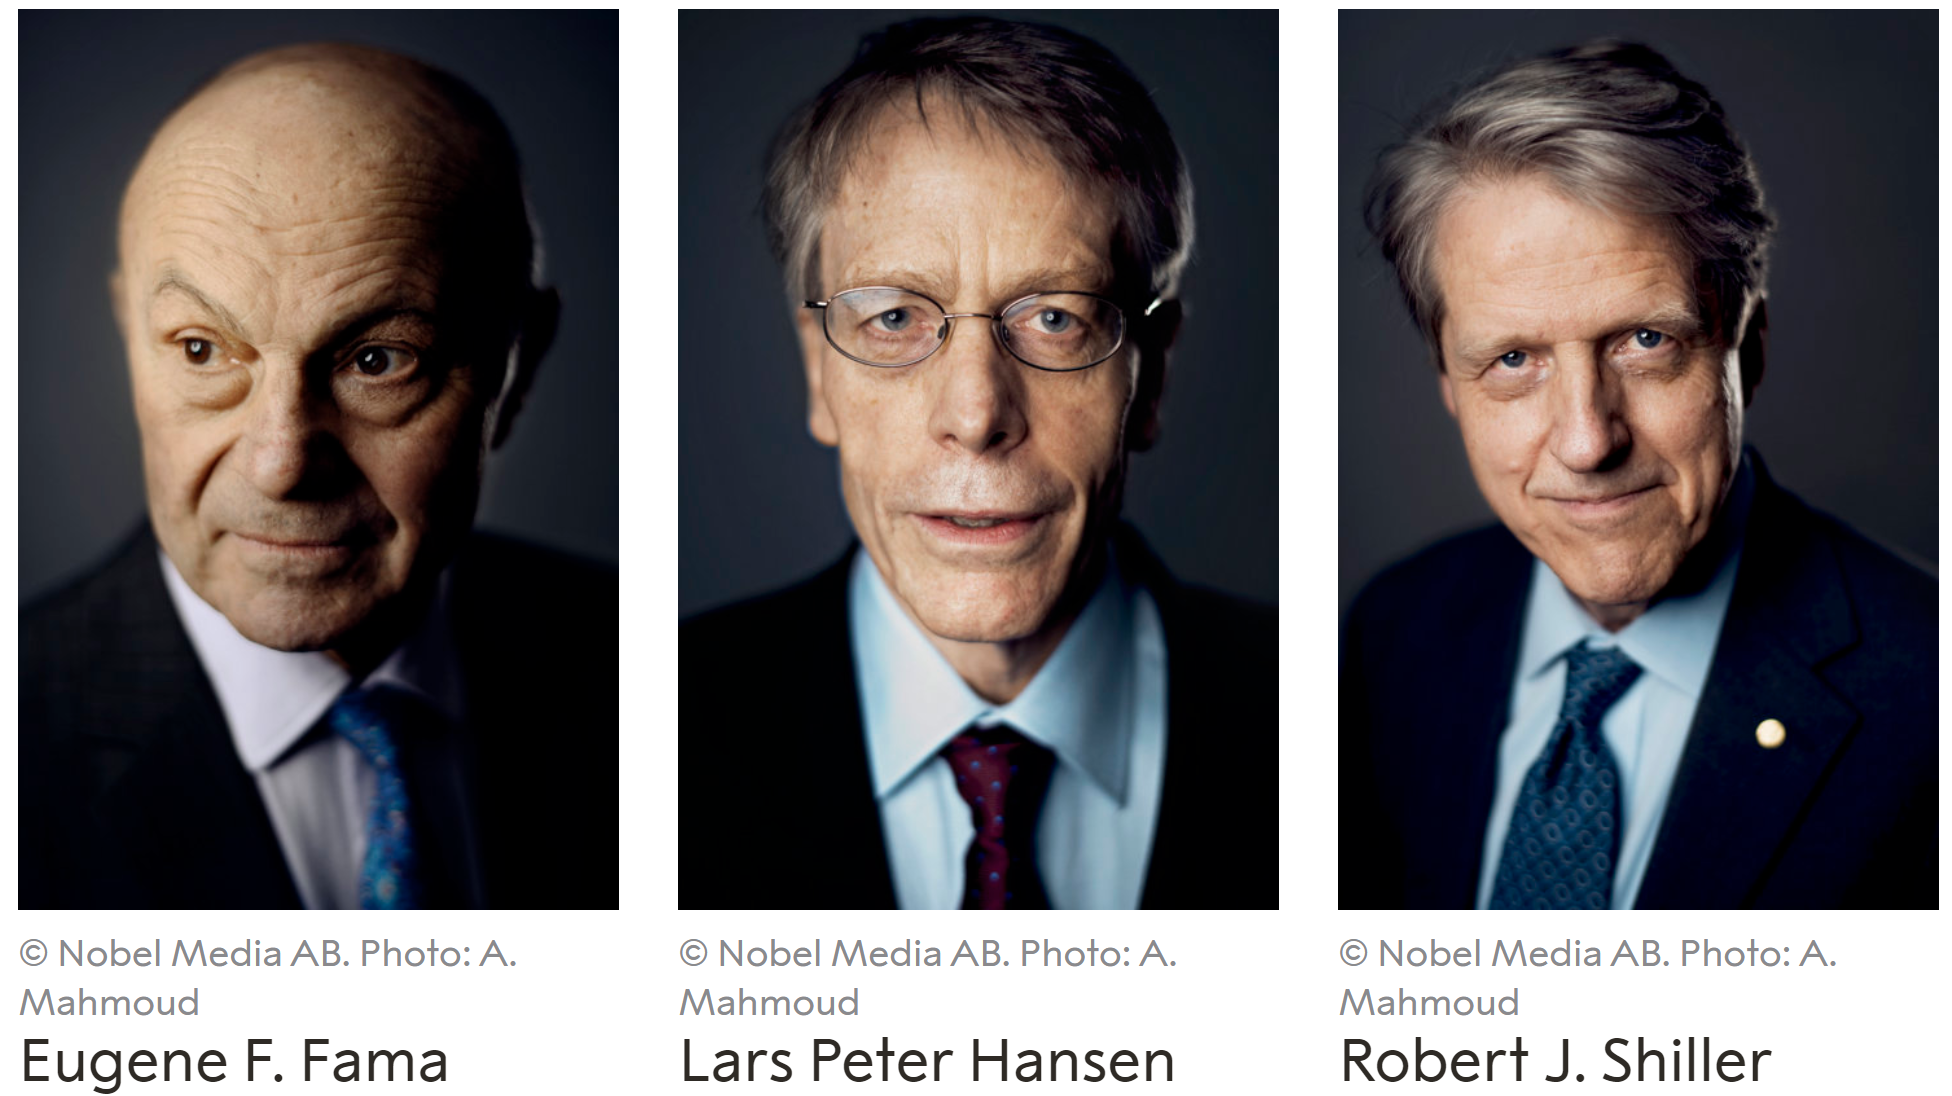 © Nobel Media AB. Photo: A.
Mahmoud
Eugene F. Fama
© Nobel Media AB. Photo: A.
Mahmoud
Lars Peter Hansen
© Nobel Media AB. Photo: A.
Mahmoud
Robert J. Shiller